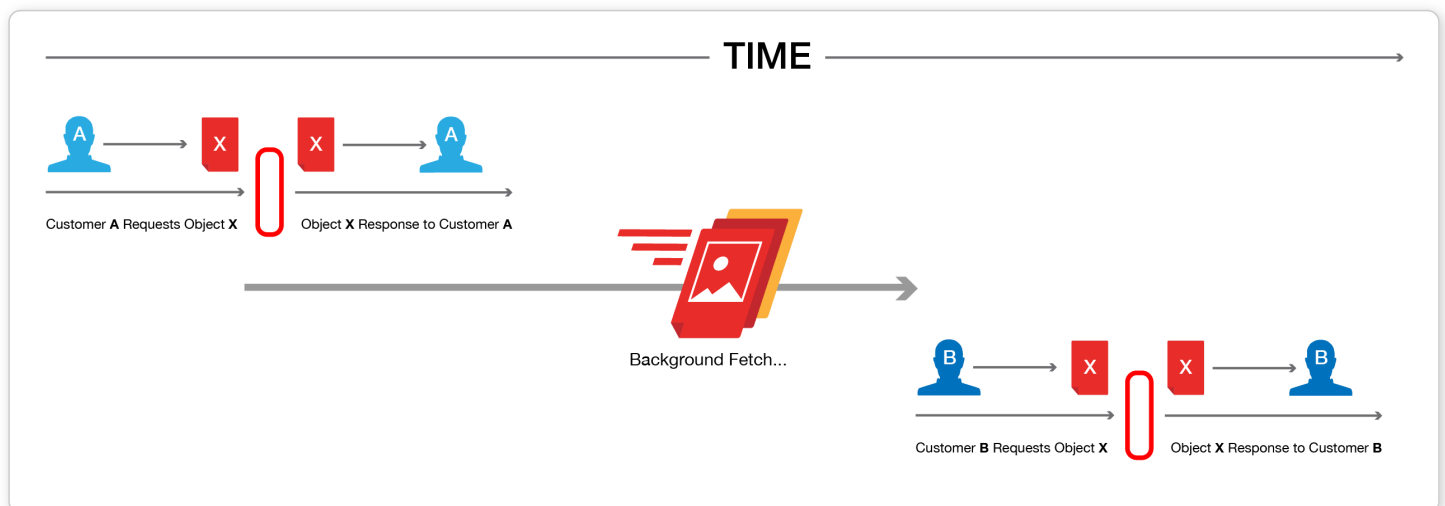 TIME
A X X A
Customer A Requests Object X Object X Response to Customer A
Background Fetch...
B X X B
Customer B Requests Object X Object X Response to Customer B